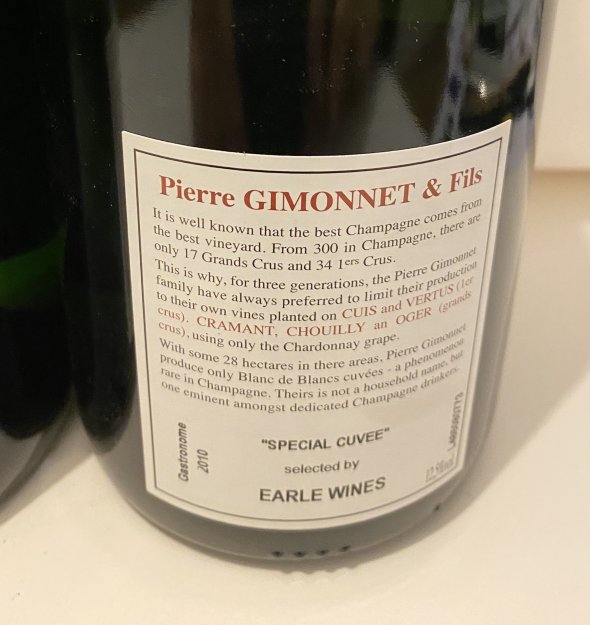 Pierre GIMONNET & Fils
It is well known that the best Champagne comes from
the best vineyard. From 300 in Champagne, there are
only 17 Grands Crus and 34 1ers Crus.
This is why, for three generations, the Pierre Gimonnet
family have always preferred to limit their production
to their own vines planted on CUIS and VERTUS (1er
crus). CRAMANT, CHOUILLY an OGER (grands
crus), using only the Chardonnay grape.
With some 28 hectares in there areas, Pierre Gimonnet
produce only Blanc de Blancs cuvées - a phenomenon
rare in Champagne. Theirs is not a household name, but
one eminent amongst dedicated Champagne drinkers.
Gastronome
2010
"SPECIAL CUVEE"
selected by
EARLE WINES